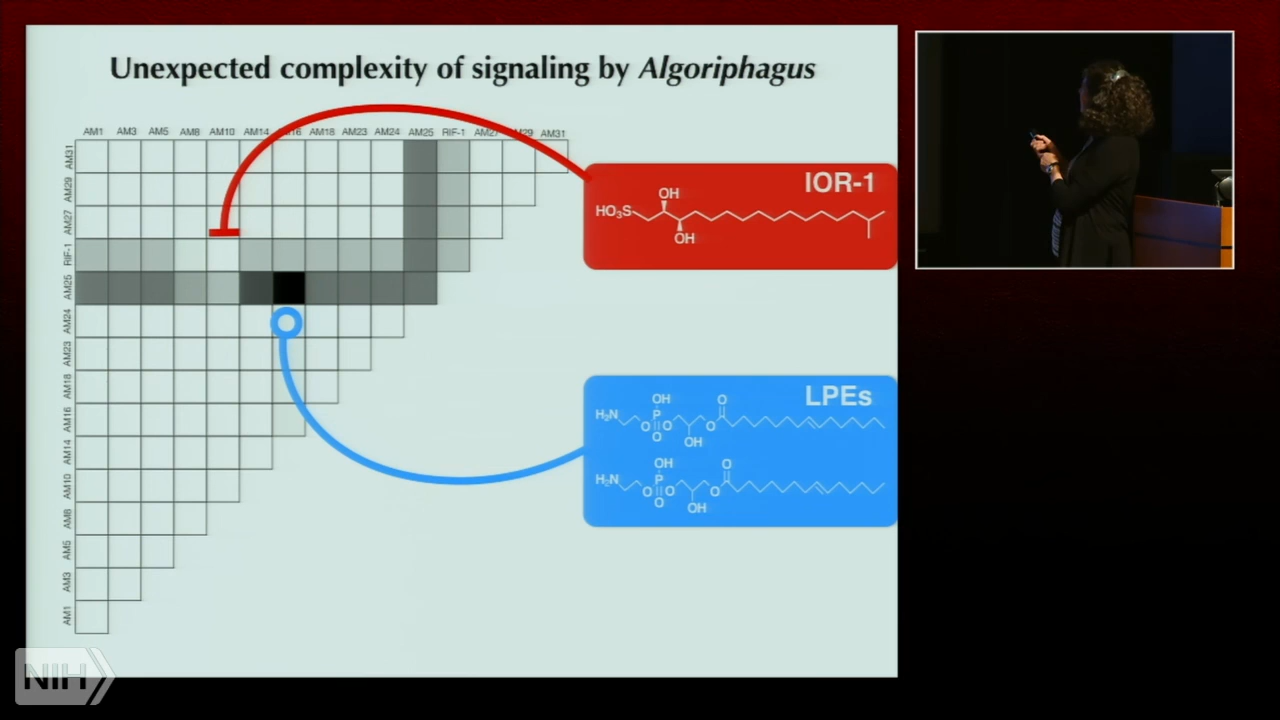 Unexpected complexity of signaling by Algoriphagus
AM1 AM3 AM5 AM8 AM10 AM14 AM18 AM23 AM24 AM25 RIF-1 AM31
AM31
AM29
AM27
RIF-1
AM25
AM24
AM23
AM18
AM16
AM14
AM10
AM8
AM5
AM3
AM1
IOR-1
OH
HO3S
OH
LPEs
OH O
H2N O P O O
O OH
OH O
H2N O P O O
O OH
NIH